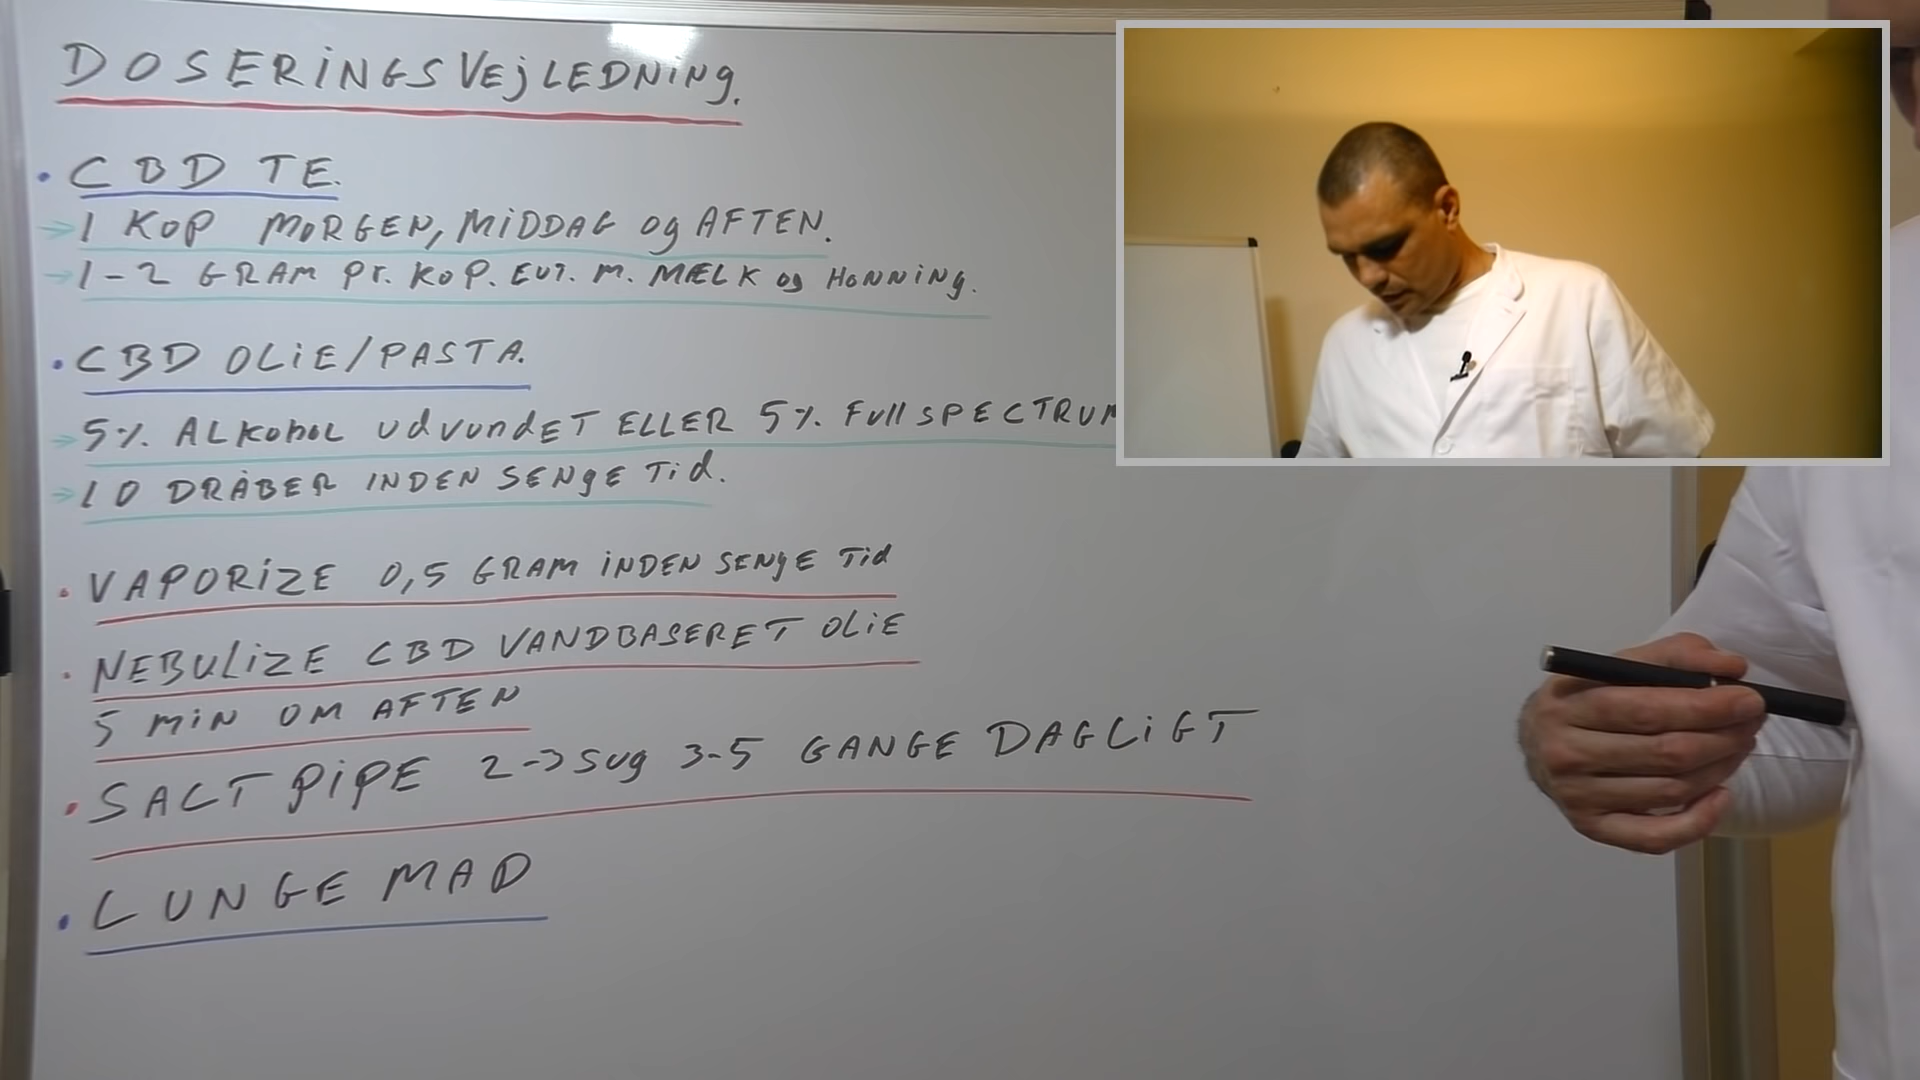 DOSERINGSVEJLEDNING.
CBD TE.
1 KOP MORGEN, MIDDAG og AFTEN.
1-2 GRAM Pr. KOP. EVT. M. MÆLK og HONNING.
CBD OLIE/PASTA.
5% ALKOHOL UDVUNDET ELLER 5% FULLSPECTRUM
10 DRÅBER INDEN SENGE TID.
VAPORIZE 0,5 GRAM INDEN SENGE TID
NEBULIZE CBD VANDBASERET OLIE
5 MIN OM AFTEN
SALT PIPE 2-3 SUG 3-5 GANGE DAGLIGT
LUNGE MAD